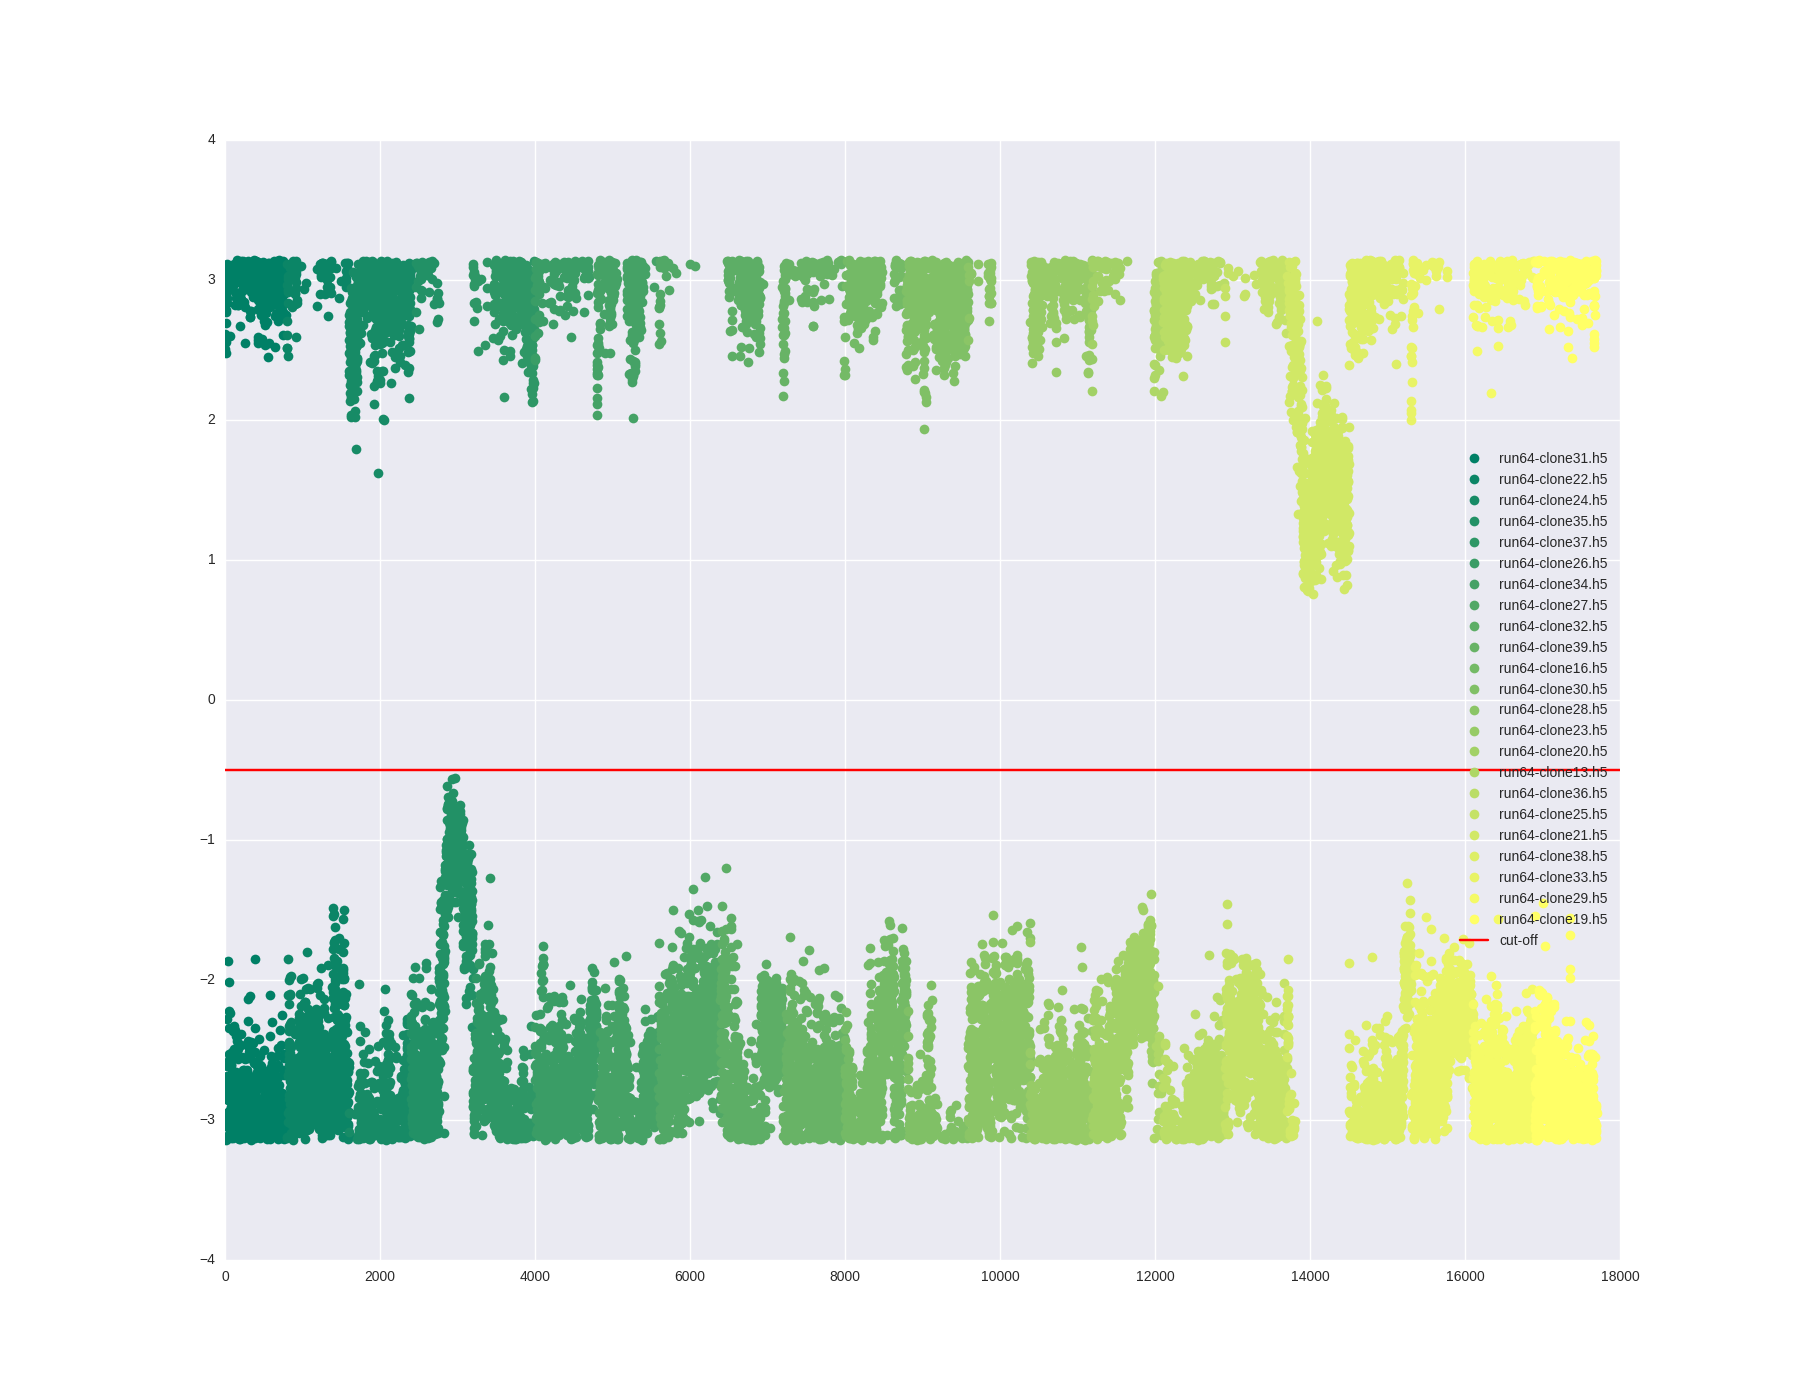 4
3
2
1
0
−1
−2
−3
−4
0 2000 4000 6000 8000 10000 12000 14000 16000 18000
run64-clone31.h5
run64-clone22.h5
run64-clone24.h5
run64-clone35.h5
run64-clone37.h5
run64-clone26.h5
run64-clone34.h5
run64-clone27.h5
run64-clone32.h5
run64-clone39.h5
run64-clone16.h5
run64-clone30.h5
run64-clone28.h5
run64-clone23.h5
run64-clone20.h5
run64-clone13.h5
run64-clone36.h5
run64-clone25.h5
run64-clone21.h5
run64-clone38.h5
run64-clone33.h5
run64-clone29.h5
run64-clone19.h5
cut-off